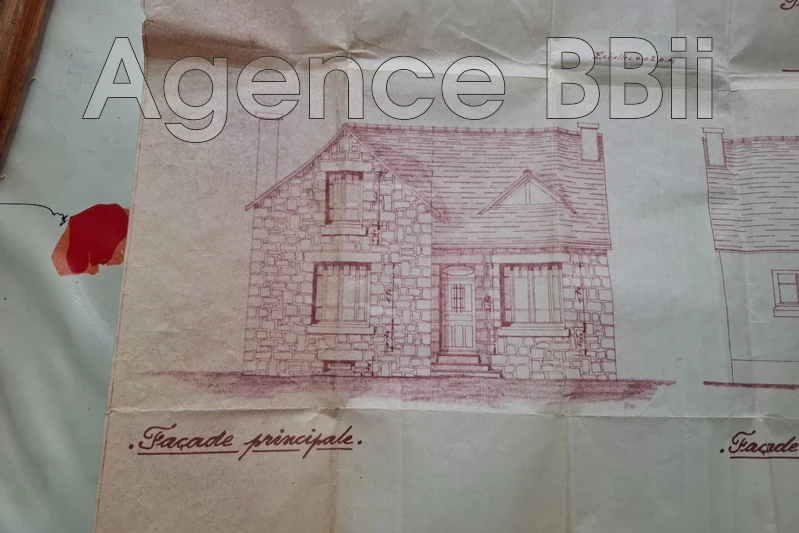 Agence BBii
. Façade principale .
. Façade